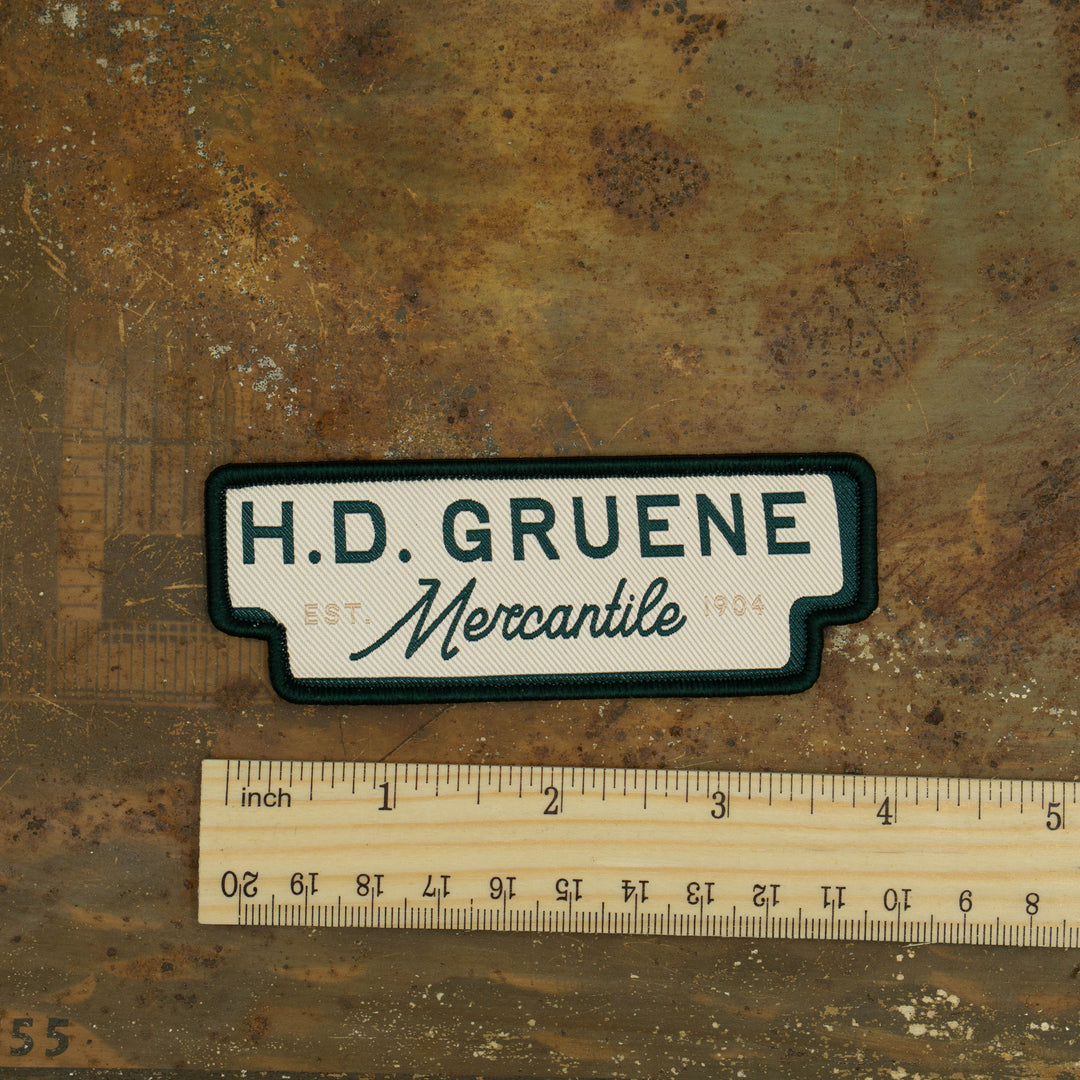 H.D. GRUENE
EST. Mercantile 1904
inch 1 2 3 4 5
20 19 18 17 16 15 14 13 12 11 10 9 8
55